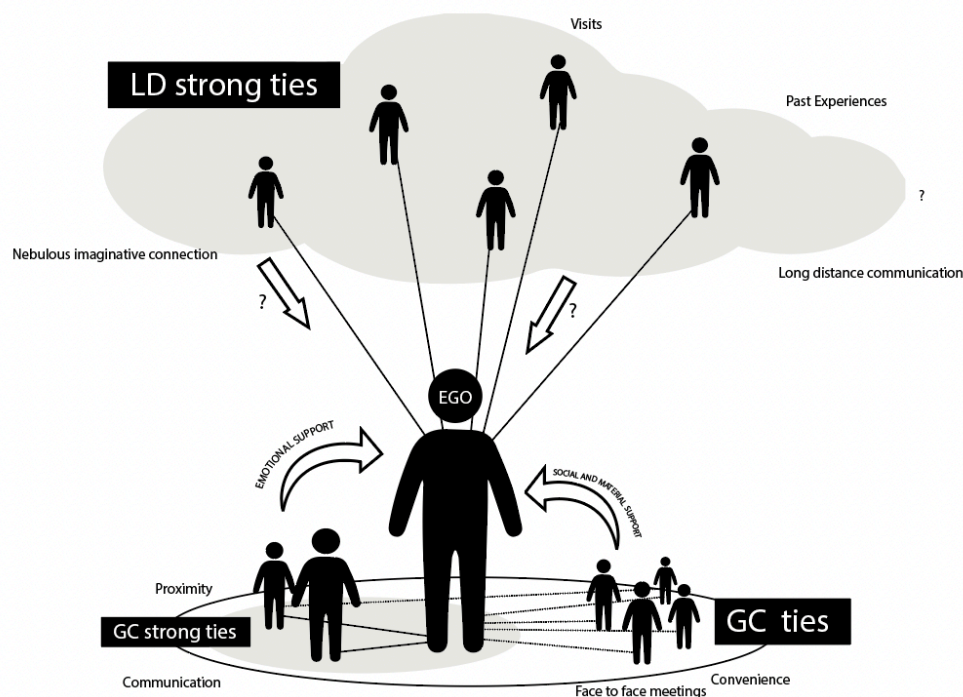 Visits
LD strong ties
Past Experiences
?
Nebulous imaginative connection
Long distance communication
?
?
EGO
EMOTIONAL SUPPORT
SOCIAL AND MATERIAL SUPPORT
Proximity
GC strong ties
GC ties
Communication
Convenience
Face to face meetings